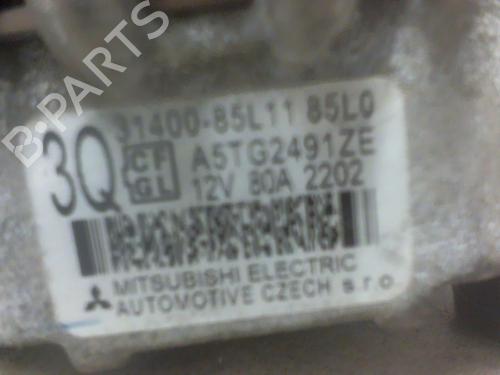 B-PARTS
31400-85L11 85L0
3Q CF GL A5TG2491ZE
12V 80A 2202
MITSUBISHI ELECTRIC
AUTOMOTIVE CZECH s.r.o